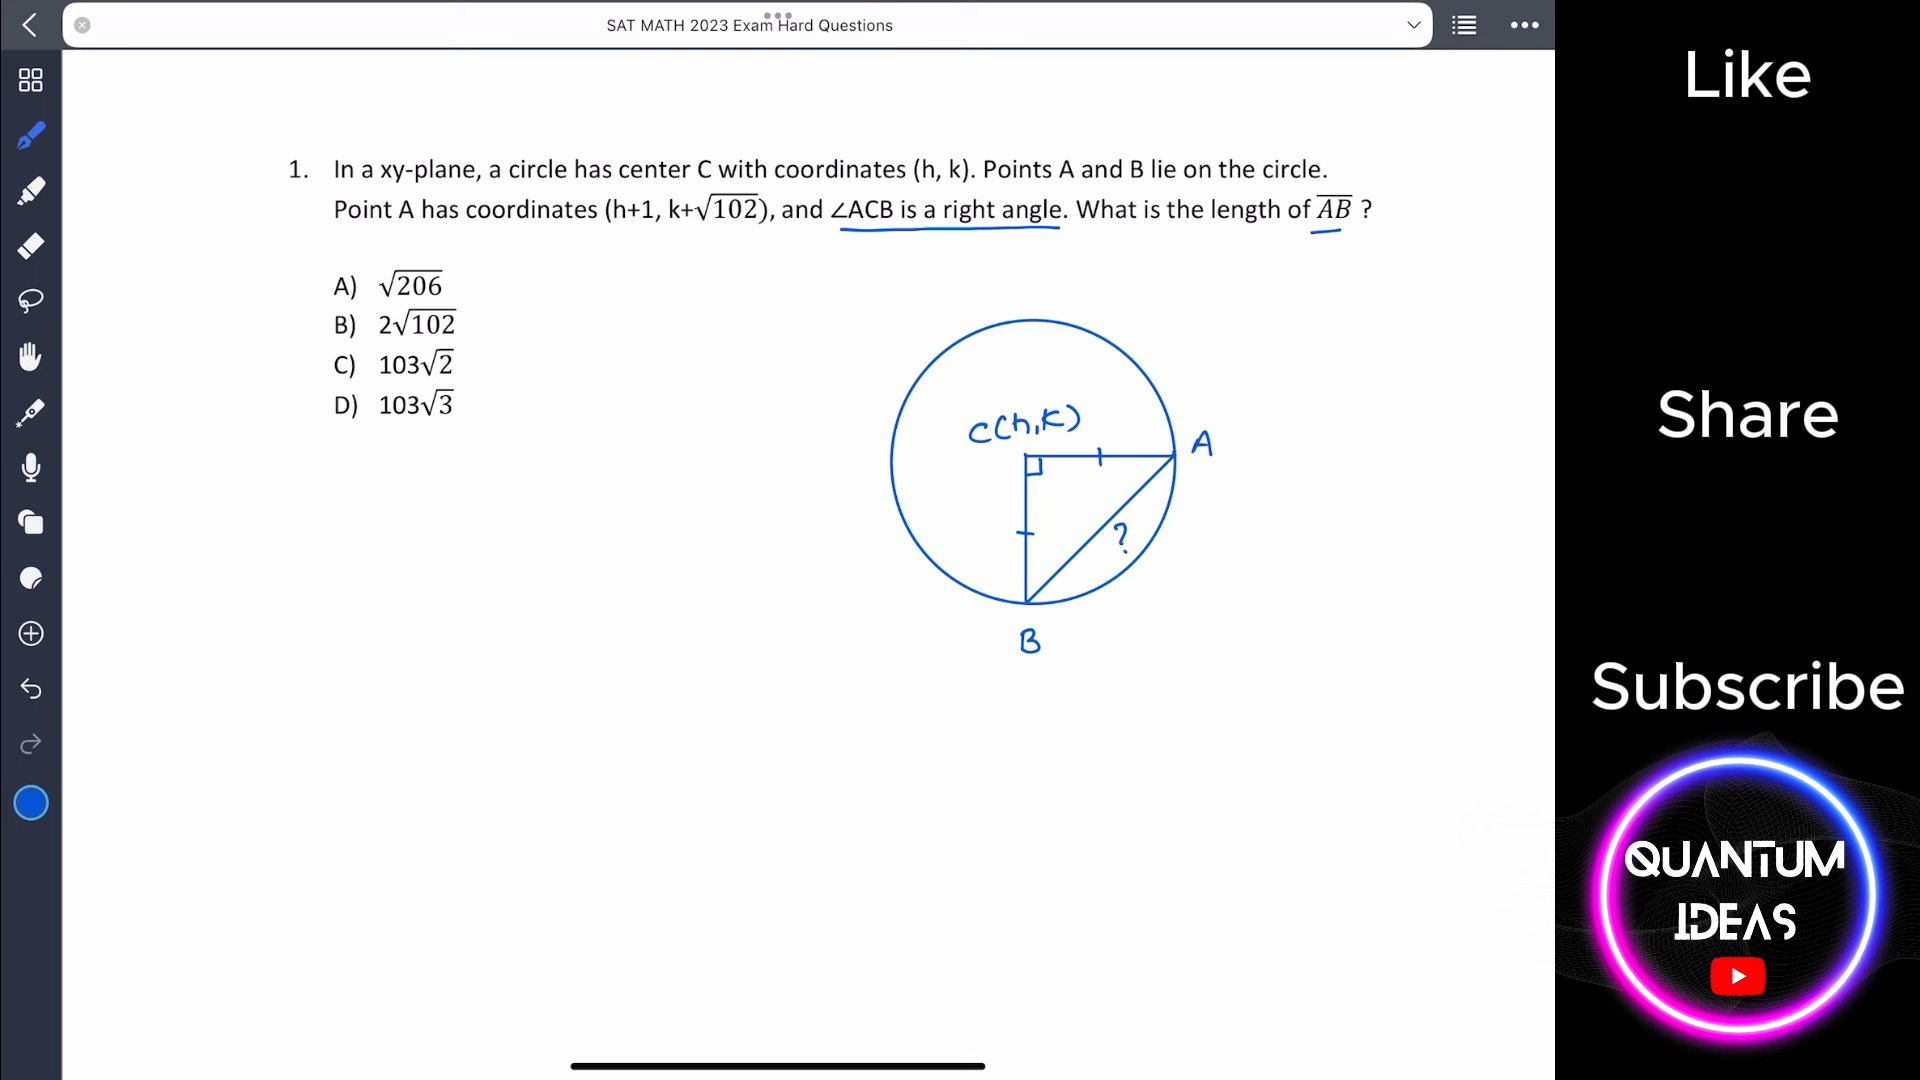 SAT MATH 2023 Exam Hard Questions
1. In a xy-plane, a circle has center C with coordinates (h, k). Points A and B lie on the circle.
Point A has coordinates (h+1, k+√102), and ∠ACB is a right angle. What is the length of A̅B̅ ?
A) √206
B) 2√102
C) 103√2
D) 103√3
C(h,k)
A
?
B
Like
Share
Subscribe
QUANTUM
IDEAS